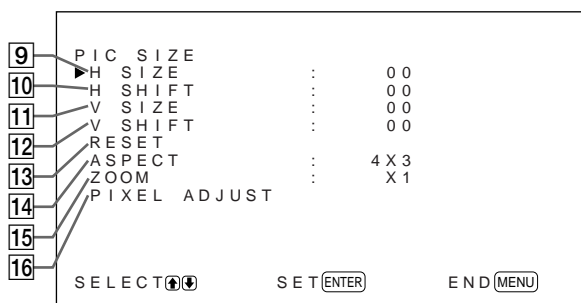 PIC SIZE
9 ▶H SIZE : 00
10 H SHIFT : 00
11 V SIZE : 00
12 V SHIFT : 00
13 RESET
14 ASPECT : 4X3
15 ZOOM : X1
16 PIXEL ADJUST
SELECT⬆⬇ SET ENTER END MENU